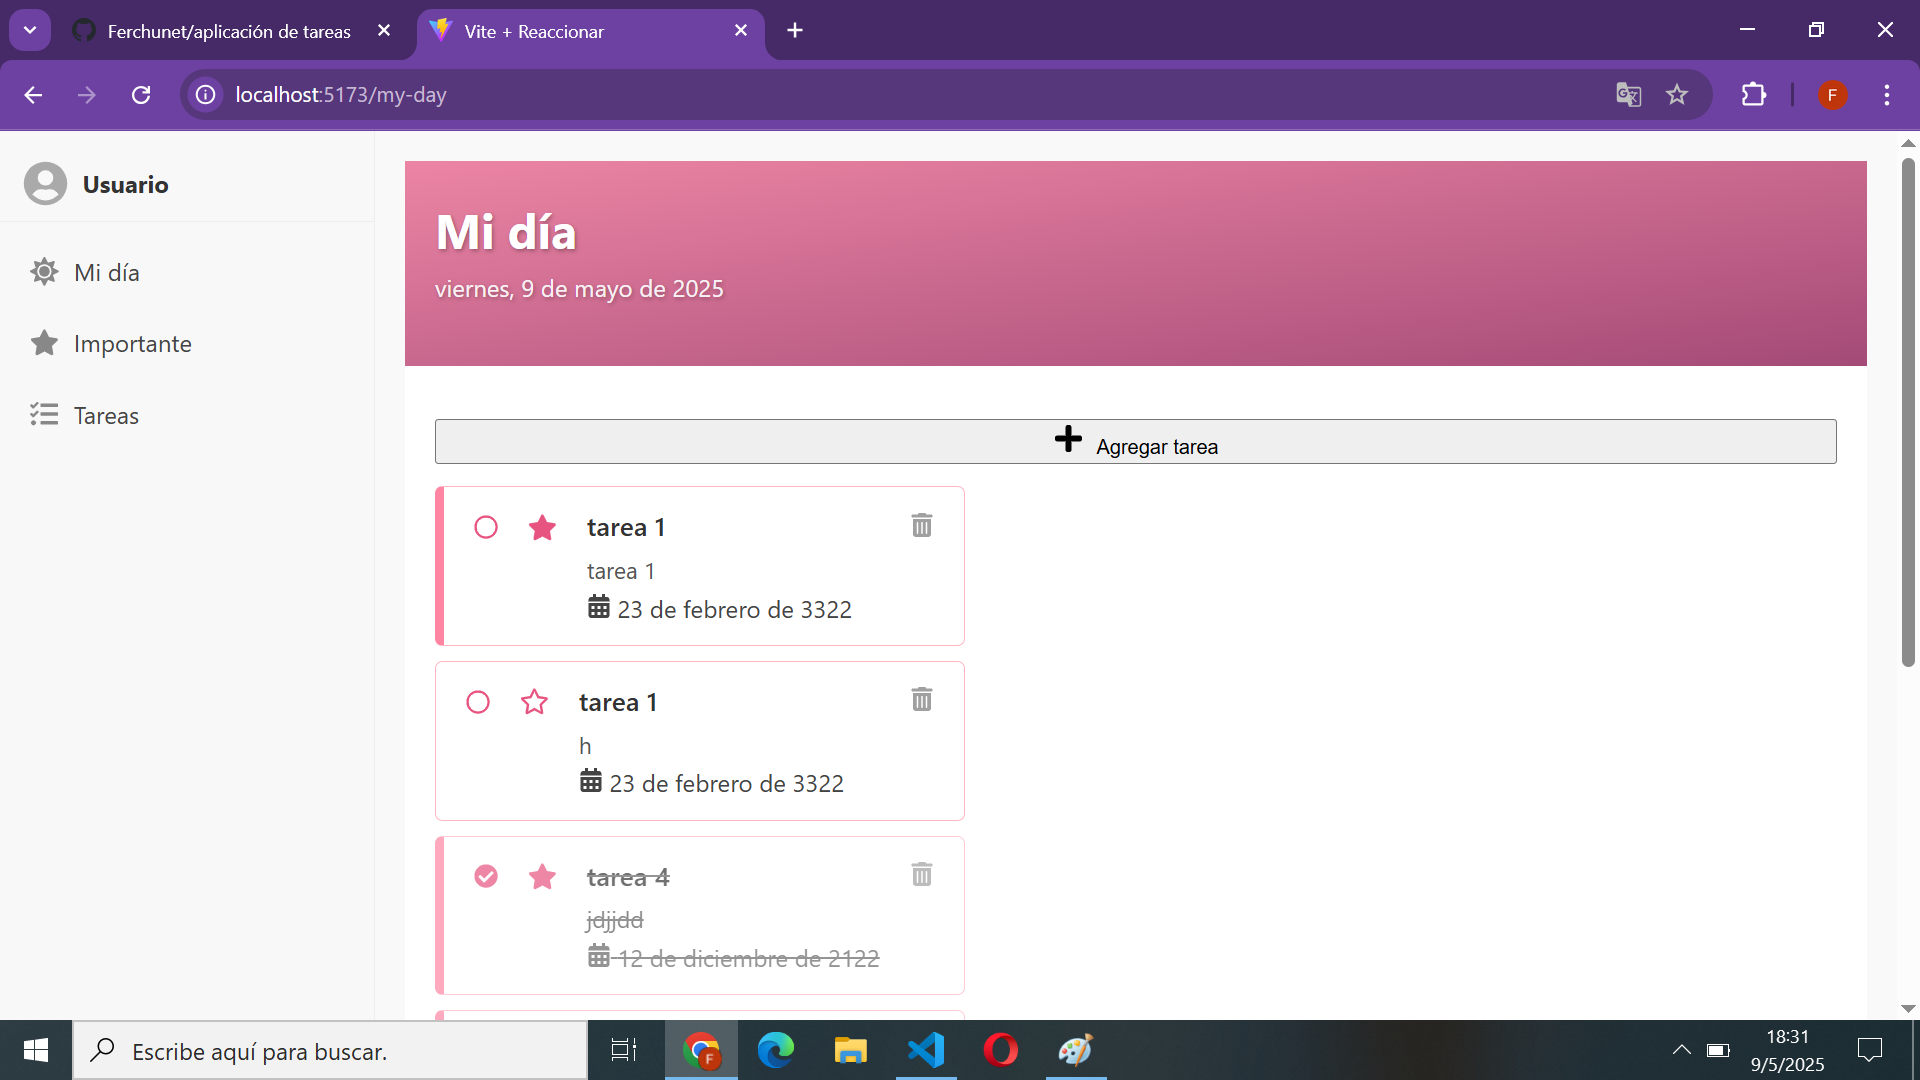 Ferchunet/aplicación de tareas
Vite + Reaccionar
localhost:5173/my-day
F
Usuario
Mi día
Importante
Tareas
Mi día
viernes, 9 de mayo de 2025
Agregar tarea
tarea 1
tarea 1
23 de febrero de 3322
tarea 1
h
23 de febrero de 3322
tarea 4
jdjjdd
12 de diciembre de 2122
Escribe aquí para buscar.
F
18:31
9/5/2025